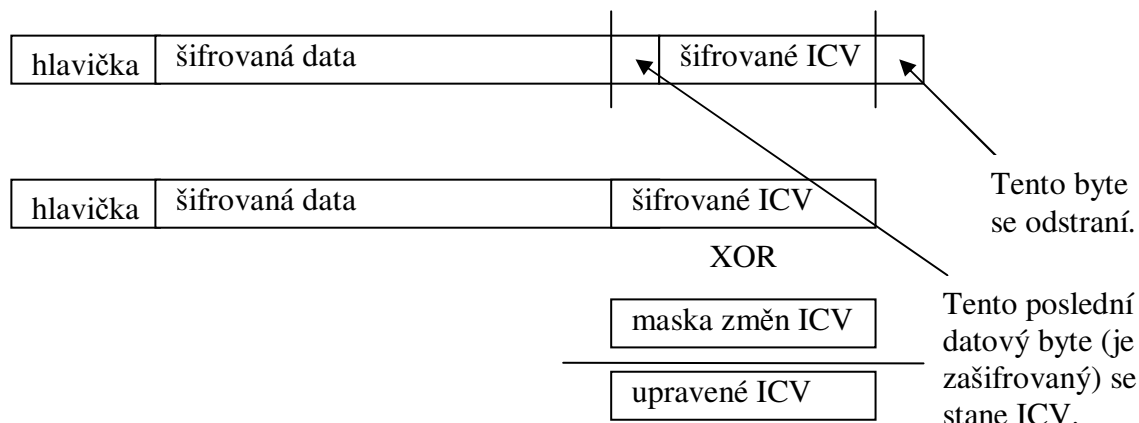 hlavička šifrovaná data šifrované ICV
hlavička šifrovaná data šifrované ICV
Tento byte
se odstraní.
XOR
maska změn ICV
upravené ICV
Tento poslední
datový byte (je
zašifrovaný) se
stane ICV.